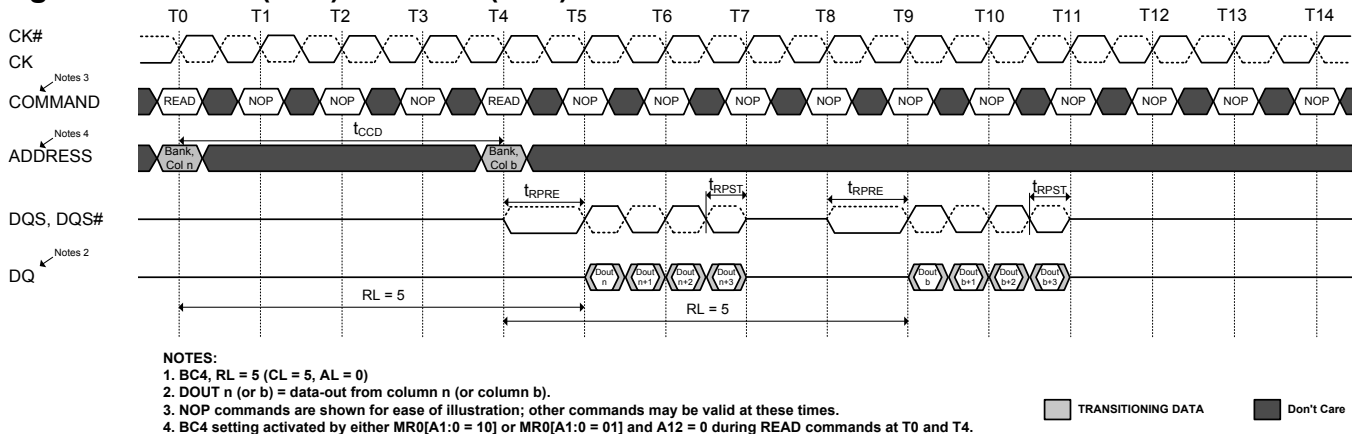 T0 T1 T2 T3 T4 T5 T6 T7 T8 T9 T10 T11 T12 T13 T14
CK#
CK
Notes 3
COMMAND READ NOP NOP NOP READ NOP NOP NOP NOP NOP NOP NOP NOP NOP NOP
tCCD
Notes 4
ADDRESS Bank, Col n Bank, Col b
tRPRE tRPST tRPRE tRPST
DQS, DQS#
Notes 2
DQ Dout n Dout n+1 Dout n+2 Dout n+3 Dout b Dout b+1 Dout b+2 Dout b+3
RL = 5
RL = 5
NOTES:
1. BC4, RL = 5 (CL = 5, AL = 0)
2. DOUT n (or b) = data-out from column n (or column b).
3. NOP commands are shown for ease of illustration; other commands may be valid at these times.
4. BC4 setting activated by either MR0[A1:0 = 10] or MR0[A1:0 = 01] and A12 = 0 during READ commands at T0 and T4.
TRANSITIONING DATA Don't Care